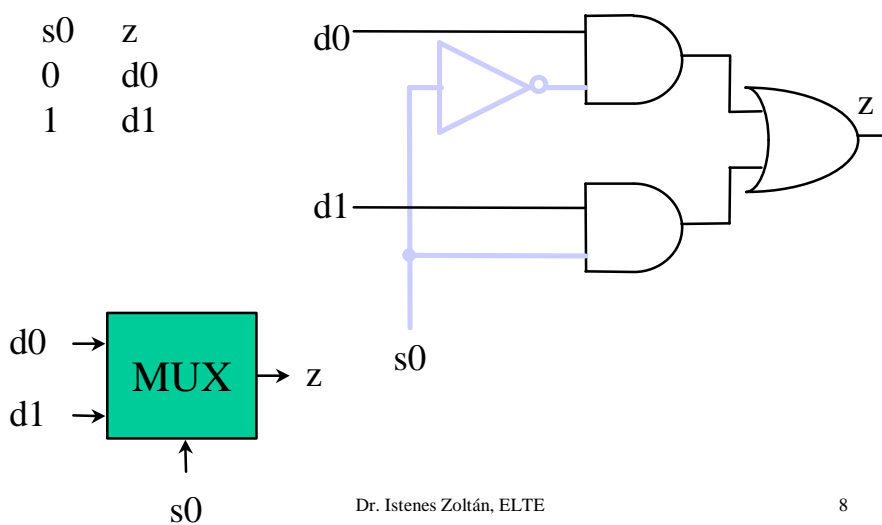 s0 z
0 d0
1 d1
d0
z
d1
s0
d0
MUX
z
d1
s0
Dr. Istenes Zoltán, ELTE 8